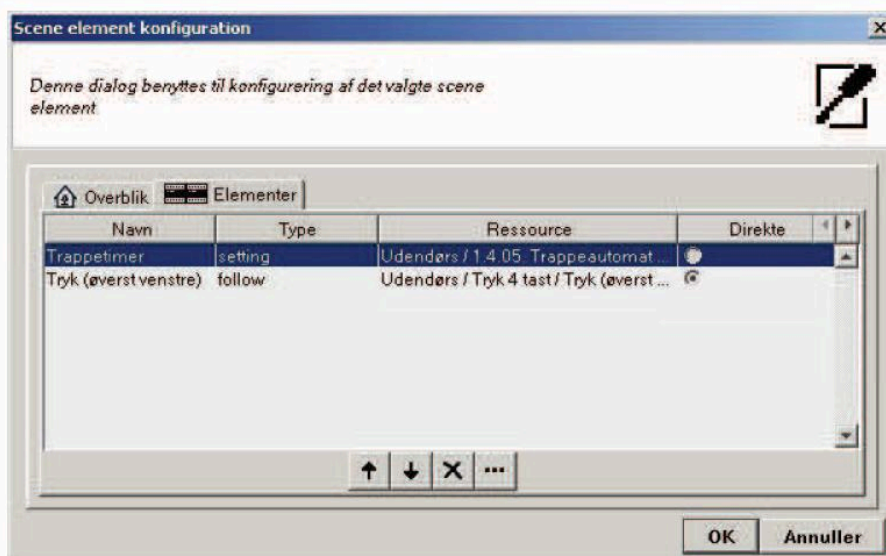 Scene element konfiguration
Denne dialog benyttes til konfigurering af det valgte scene
element
Overblik Elementer
Navn Type Ressource Direkte
Trappetimer setting Udendørs / 1.4.05. Trappeautomat ...
Tryk (øverst venstre) follow Udendørs / Tryk 4 tast / Tryk (øverst ...
OK Annuller